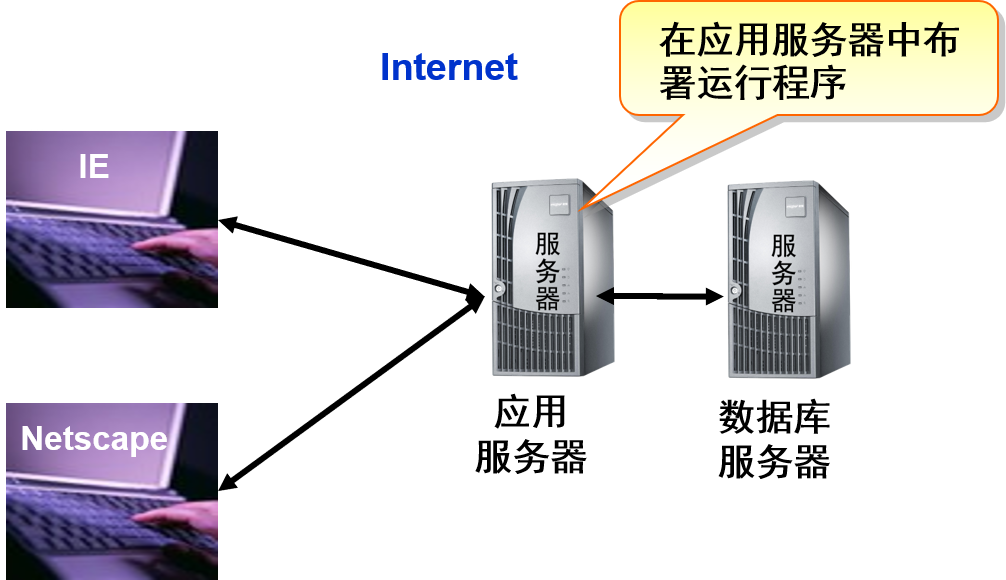 Internet
在应用服务器中布
署运行程序
IE
服
务
器
服
务
器
Netscape
应用
服务器
数据库
服务器